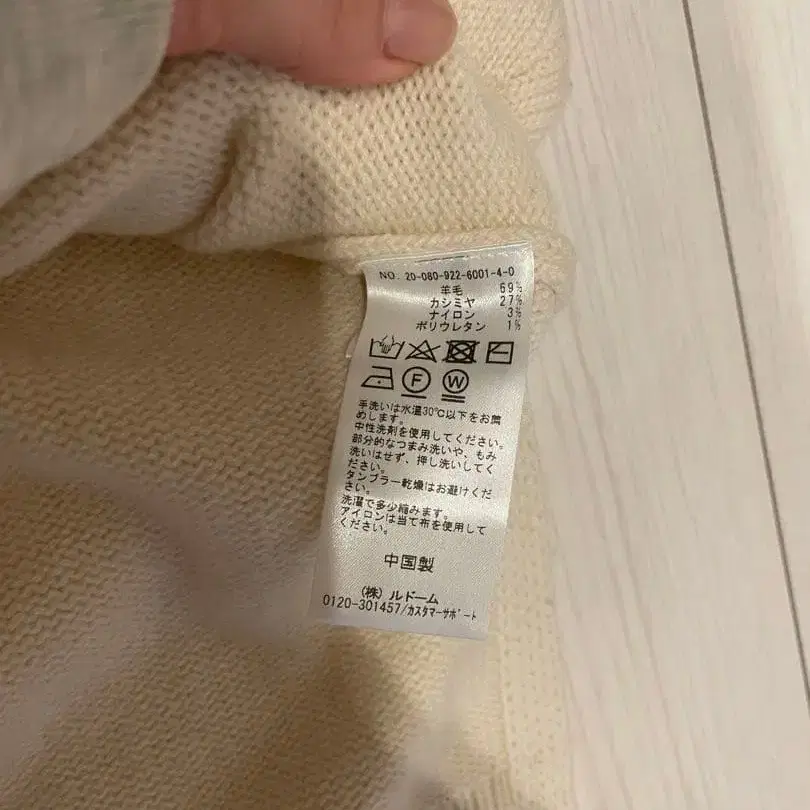 NO. 20-080-922-6001-4-0
羊毛 69%
カシミヤ 27%
ナイロン 3%
ポリウレタン 1%
F W
手洗いは水温30℃以下をお薦
めします。
中性洗剤を使用してください。
部分的なつまみ洗いや、もみ
洗いはせず、押し洗いしてく
ださい。
タンブラー乾燥はお避けくだ
さい。
洗濯で多少縮みます。
アイロンは当て布を使用して
ください。
中国製
(株) ルドーム
0120-301457/カスタマーサポート